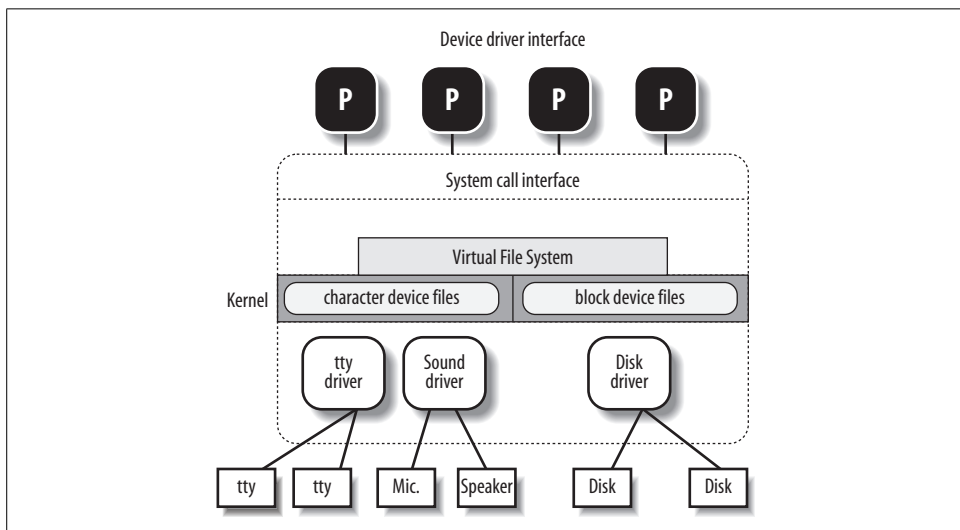 Device driver interface
P P P P
System call interface
Virtual File System
Kernel
character device files
block device files
tty
driver
Sound
driver
Disk
driver
tty
tty
Mic.
Speaker
Disk
Disk